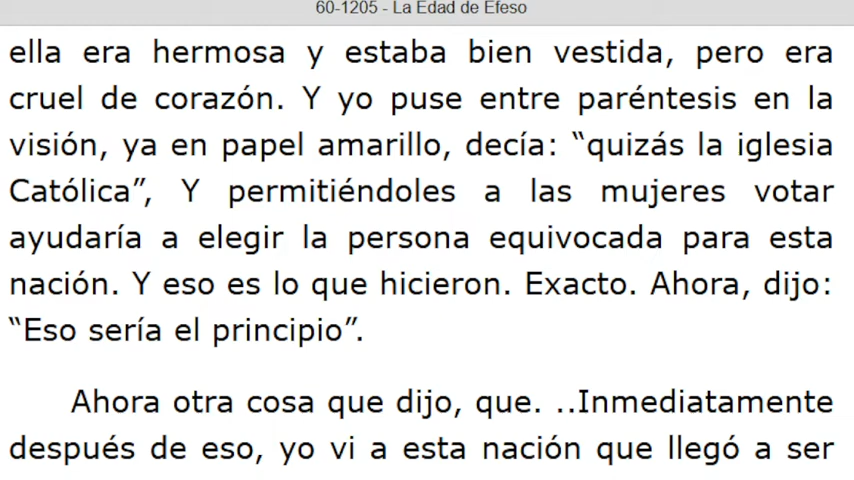 60-1205 - La Edad de Efeso
ella era hermosa y estaba bien vestida, pero era
cruel de corazón. Y yo puse entre paréntesis en la
visión, ya en papel amarillo, decía: “quizás la iglesia
Católica”, Y permitiéndoles a las mujeres votar
ayudaría a elegir la persona equivocada para esta
nación. Y eso es lo que hicieron. Exacto. Ahora, dijo:
“Eso sería el principio”.
Ahora otra cosa que dijo, que. ..Inmediatamente
después de eso, yo vi a esta nación que llegó a ser